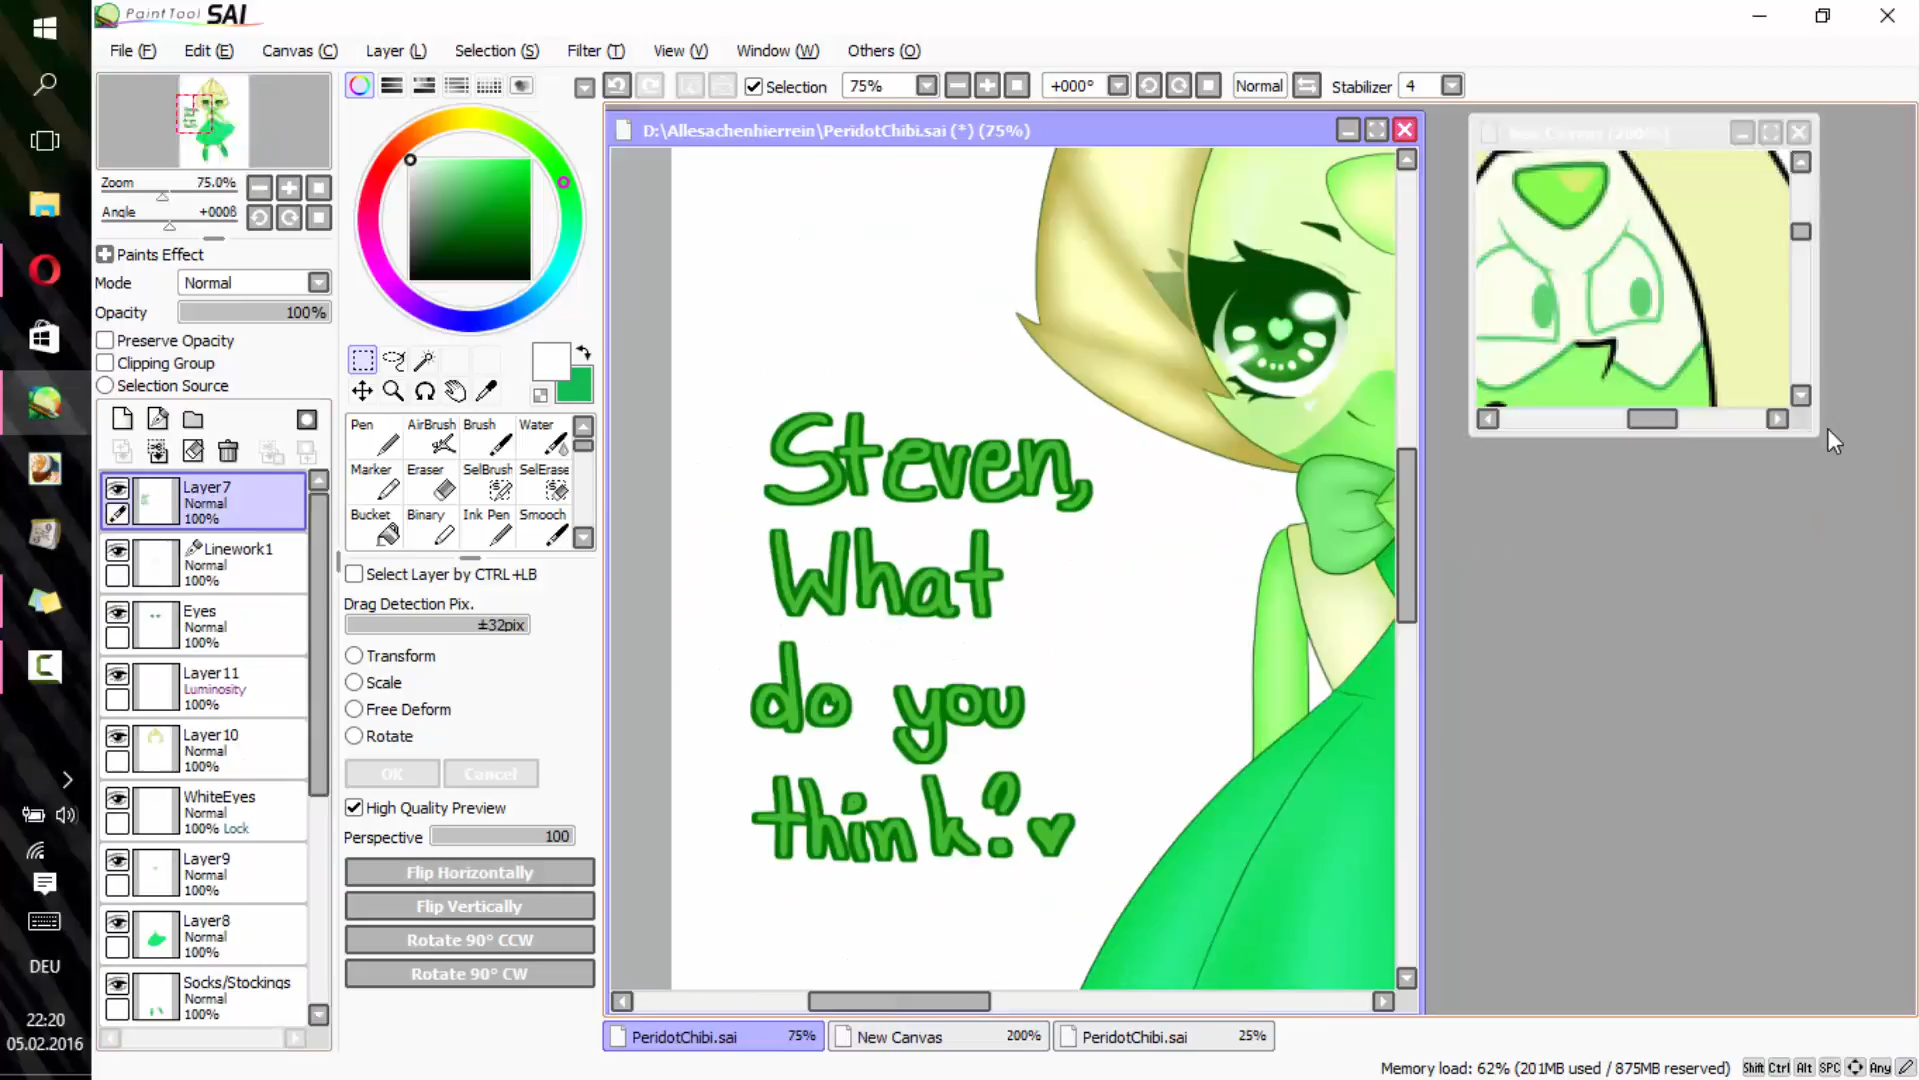 PaintTool SAI
File (F) Edit (E) Canvas (C) Layer (L) Selection (S) Filter (T) View (V) Window (W) Others (O)
Selection 75% +000° Normal Stabilizer 4
D:\Allesachenhierrein\PeridotChibi.sai (*) (75%)
Zoom 75.0%
Angle +000ß
Paints Effect
Mode Normal
Opacity 100%
Preserve Opacity
Clipping Group
Selection Source
Layer7
Normal
100%
Linework1
Normal
100%
Eyes
Normal
100%
Layer11
Luminosity
100%
Layer10
Normal
100%
WhiteEyes
Normal
100% Lock
Layer9
Normal
100%
Layer8
Normal
100%
Socks/Stockings
Normal
100%
Pen AirBrush Brush Water
Marker Eraser SelBrush SelErase
Bucket Binary Ink Pen Smooch
Select Layer by CTRL+LB
Drag Detection Pix.
±32pix
Transform
Scale
Free Deform
Rotate
OK Cancel
High Quality Preview
Perspective 100
Flip Horizontally
Flip Vertically
Rotate 90° CCW
Rotate 90° CW
Steven,
What
do you
think?♥
PeridotChibi.sai 75% New Canvas 200% PeridotChibi.sai 25%
Memory load: 62% (201MB used / 875MB reserved) Shift Ctrl Alt SPC Any
DEU
22:20
05.02.2016